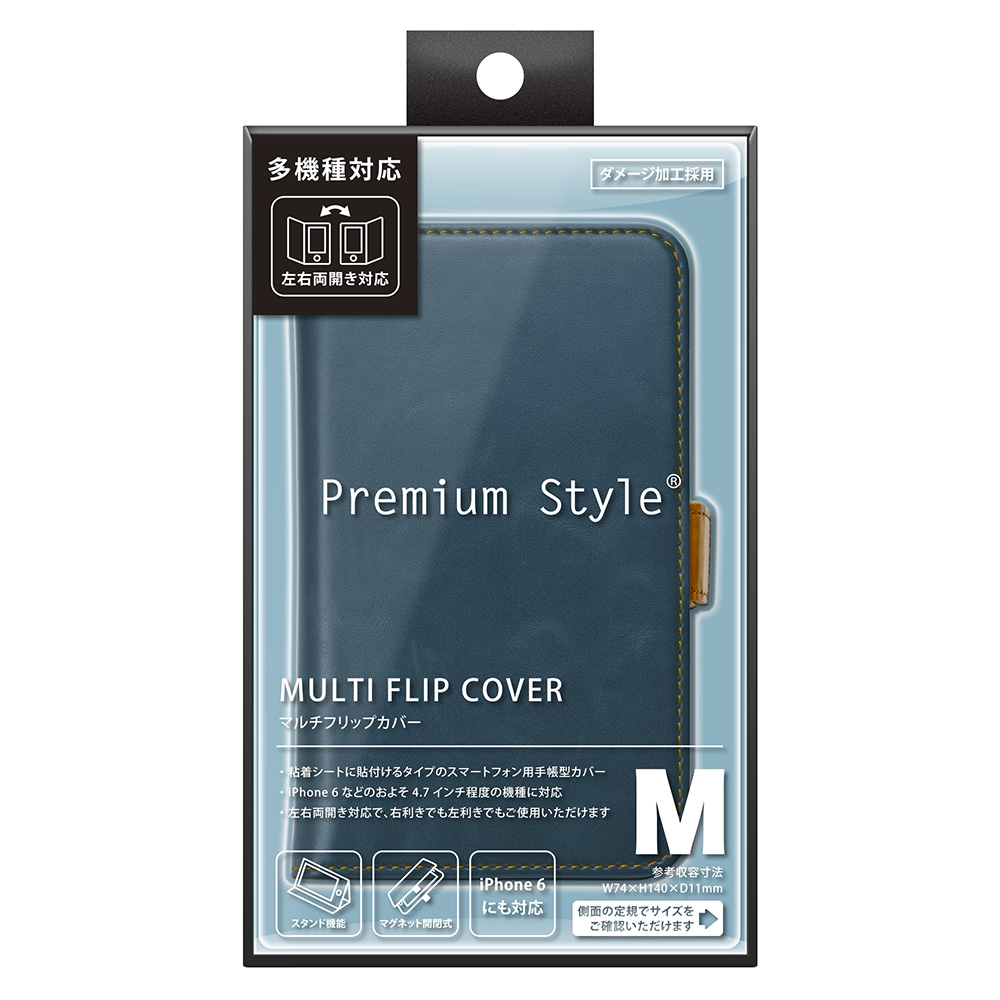 多機種対応
左右両開き対応
ダメージ加工採用
Premium Style®
MULTI FLIP COVER
マルチフリップカバー
・粘着シートに貼付けるタイプのスマートフォン用手帳型カバー
・iPhone 6 などのおよそ 4.7 インチ程度の機種に対応
・左右両開き対応で、右利きでも左利きでもご使用いただけます
M
参考収容寸法
W74×H140×D11mm
スタンド機能
マグネット開閉式
iPhone 6
にも対応
側面の定規でサイズを
ご確認いただけます